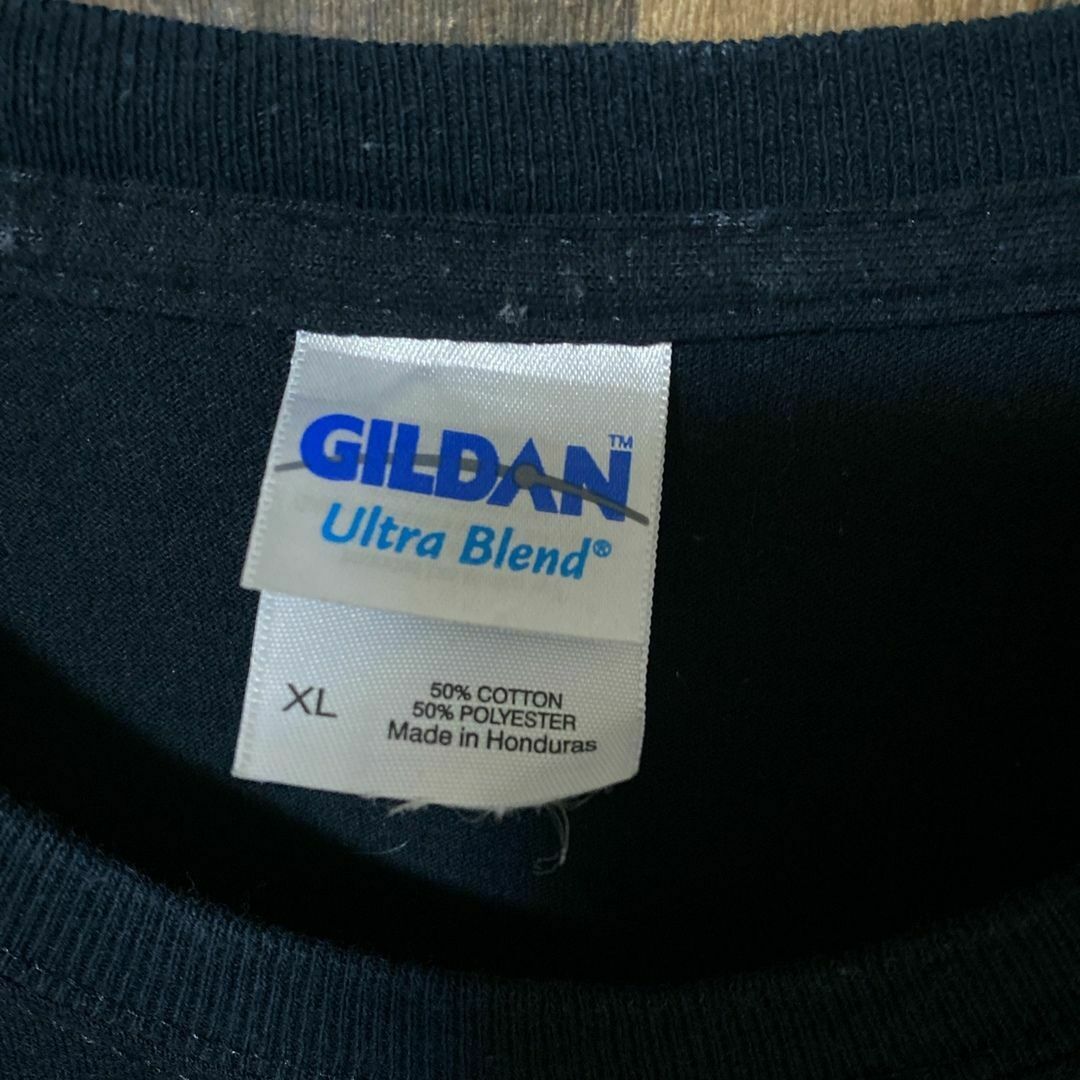 GILDAN™
Ultra Blend®
XL
50% COTTON
50% POLYESTER
Made in Honduras